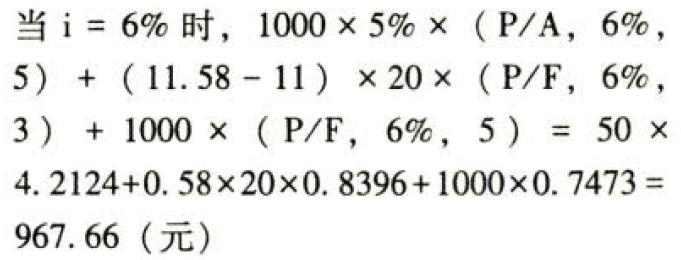 当 i = 6% 时, 1000 × 5% × ( P/A, 6%,
5) + ( 11.58 - 11 ) × 20 × ( P/F, 6%,
3 ) + 1000 × ( P/F, 6%, 5 ) = 50 ×
4.2124+0.58×20×0.8396+1000×0.7473=
967.66 (元)